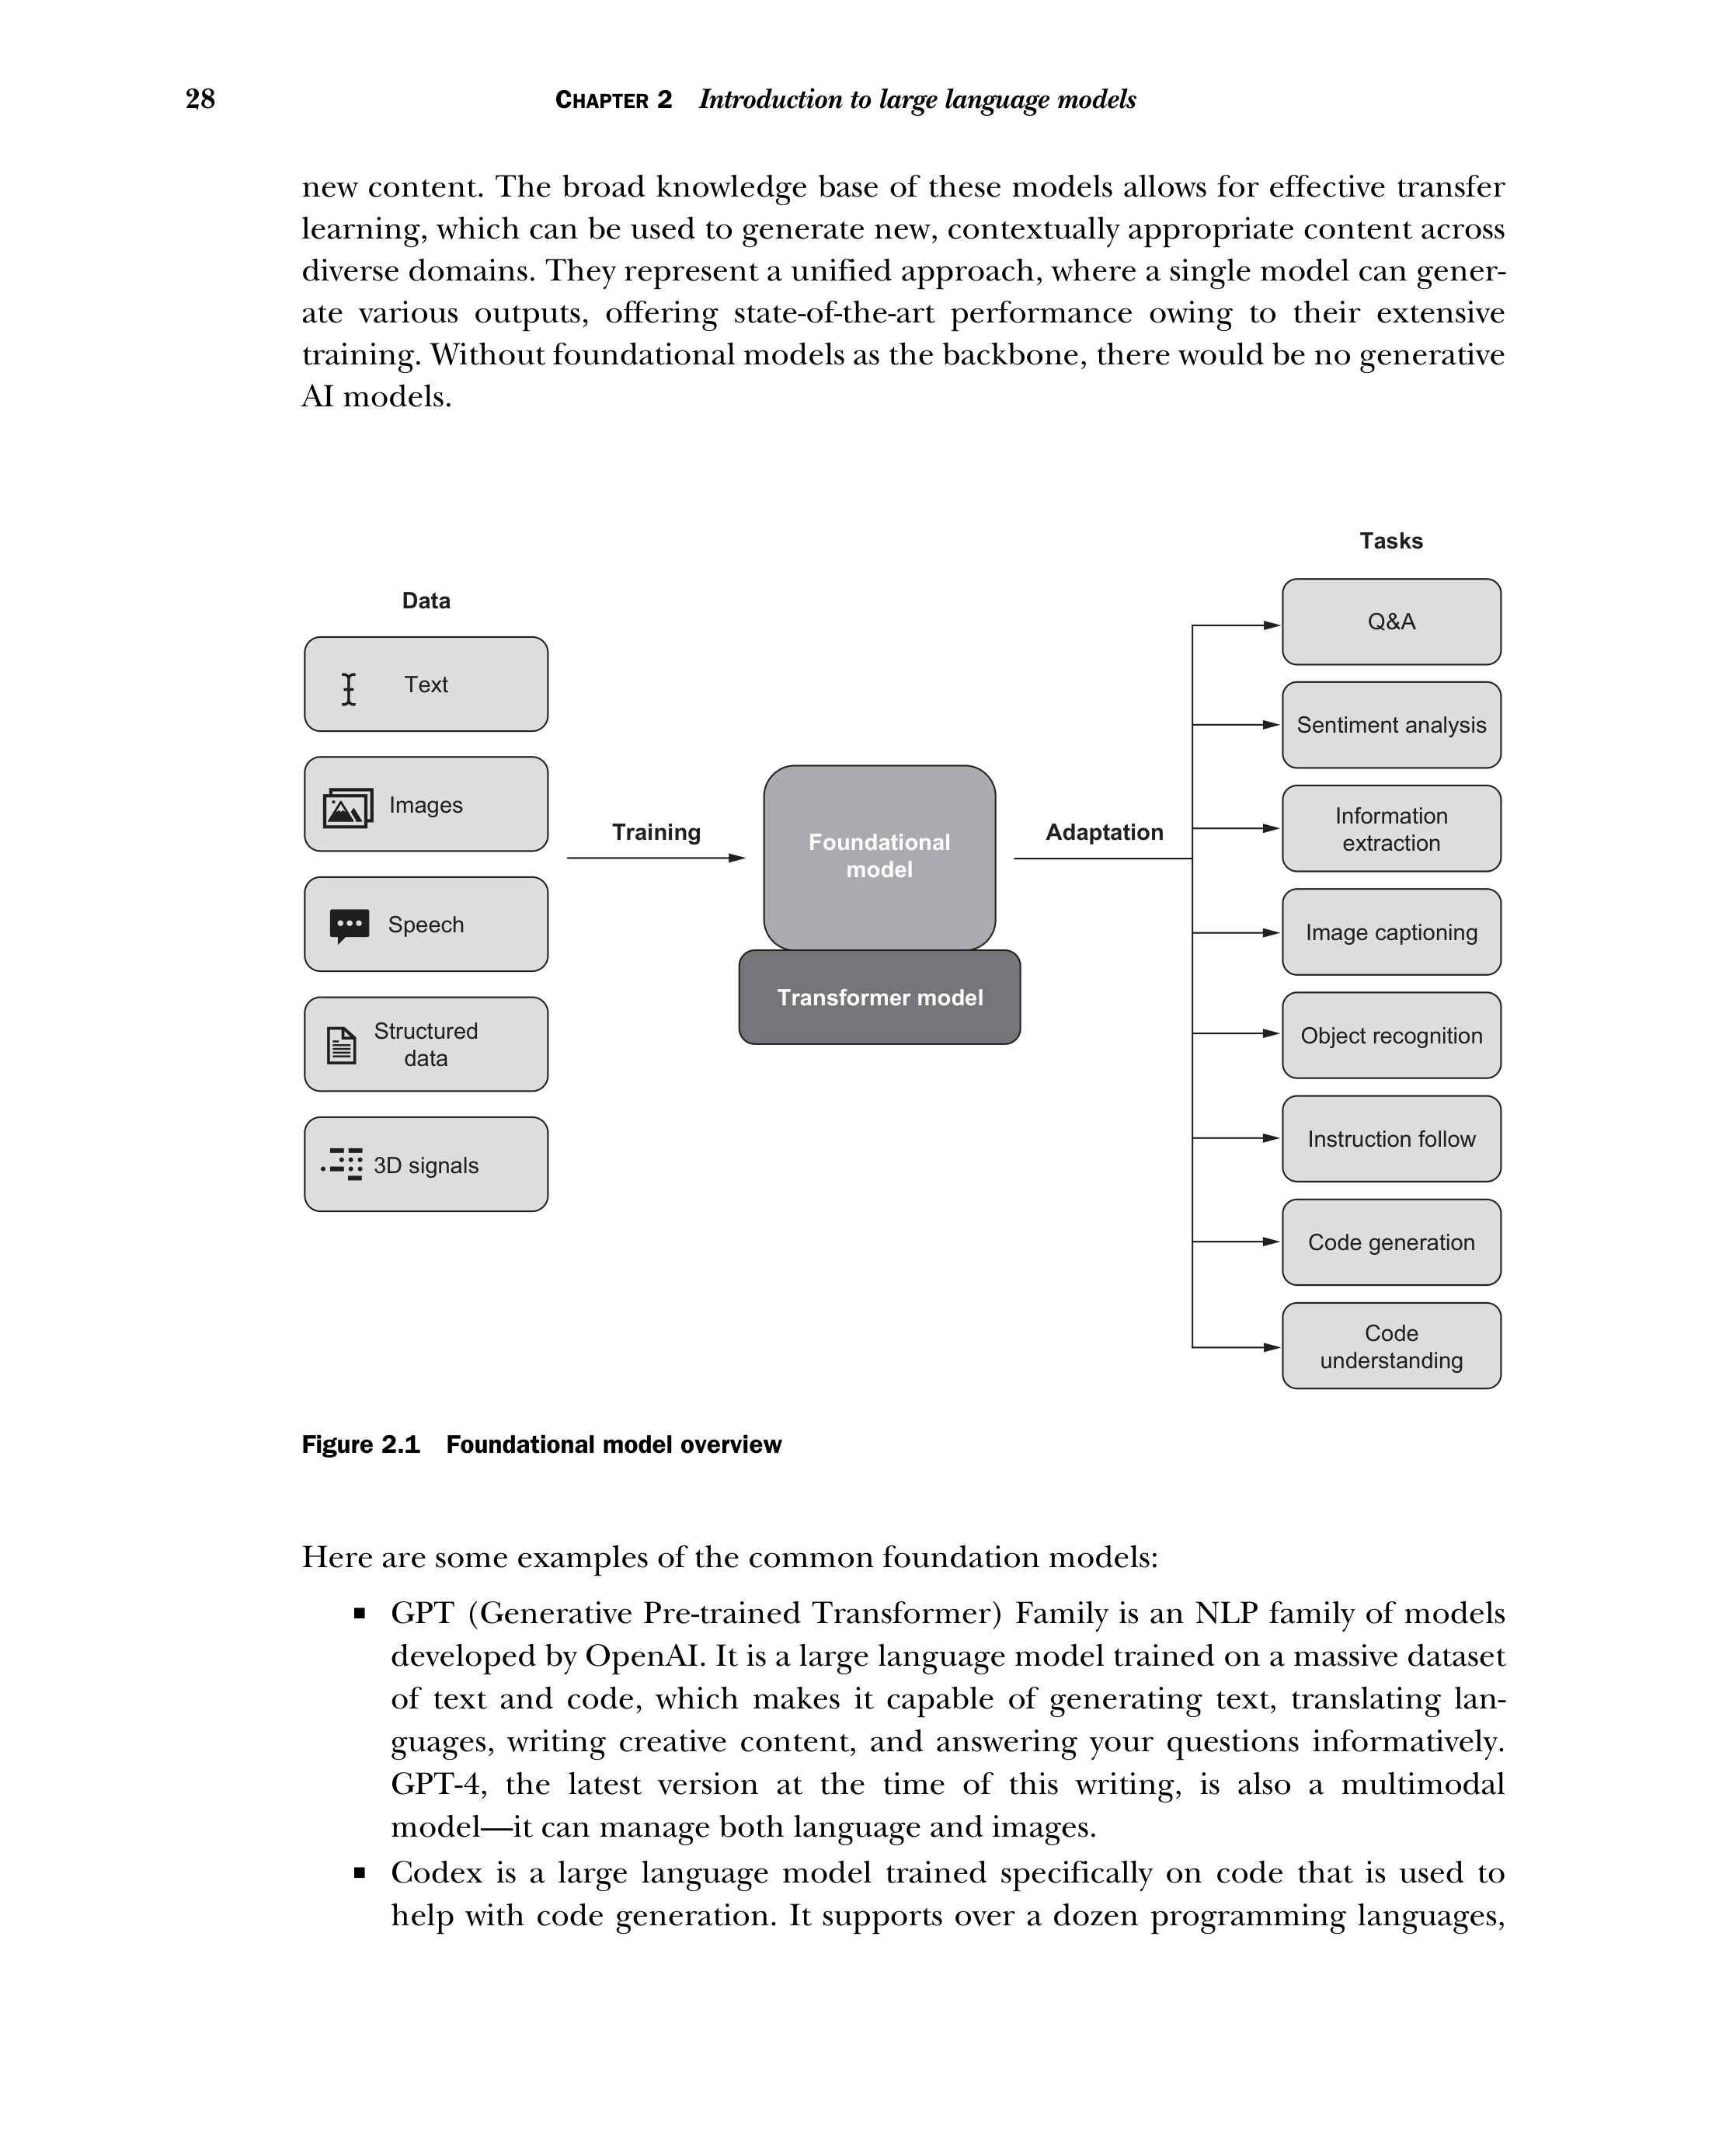 28 CHAPTER 2 Introduction to large language models
new content. The broad knowledge base of these models allows for effective transfer
learning, which can be used to generate new, contextually appropriate content across
diverse domains. They represent a unified approach, where a single model can gener-
ate various outputs, offering state-of-the-art performance owing to their extensive
training. Without foundational models as the backbone, there would be no generative
AI models.
Data
Text
Images
Speech
Structured
data
3D signals
Training
Foundational
model
Transformer model
Adaptation
Tasks
Q&A
Sentiment analysis
Information
extraction
Image captioning
Object recognition
Instruction follow
Code generation
Code
understanding
Figure 2.1 Foundational model overview
Here are some examples of the common foundation models:
■ GPT (Generative Pre-trained Transformer) Family is an NLP family of models
developed by OpenAI. It is a large language model trained on a massive dataset
of text and code, which makes it capable of generating text, translating lan-
guages, writing creative content, and answering your questions informatively.
GPT-4, the latest version at the time of this writing, is also a multimodal
model—it can manage both language and images.
■ Codex is a large language model trained specifically on code that is used to
help with code generation. It supports over a dozen programming languages,